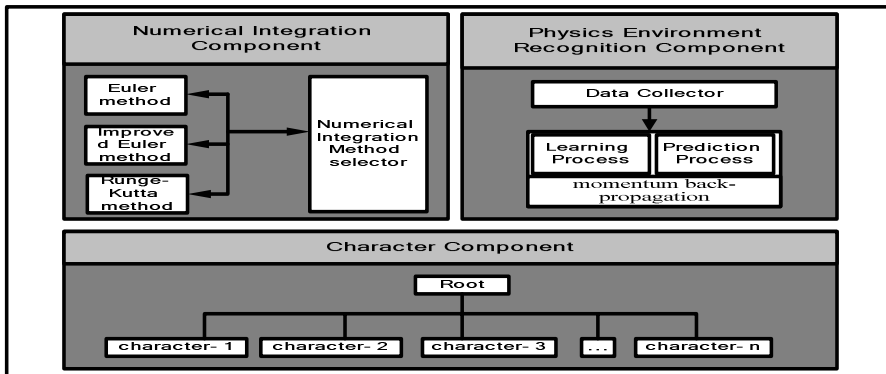 Numerical Integration
Component
Euler
method
Improve
d Euler
method
Runge-
Kutta
method
Numerical
Integration
Method
selector
Physics Environment
Recognition Component
Data Collector
Learning
Process
Prediction
Process
momentum back-
propagation
Character Component
Root
character- 1
character- 2
character- 3
...
character- n